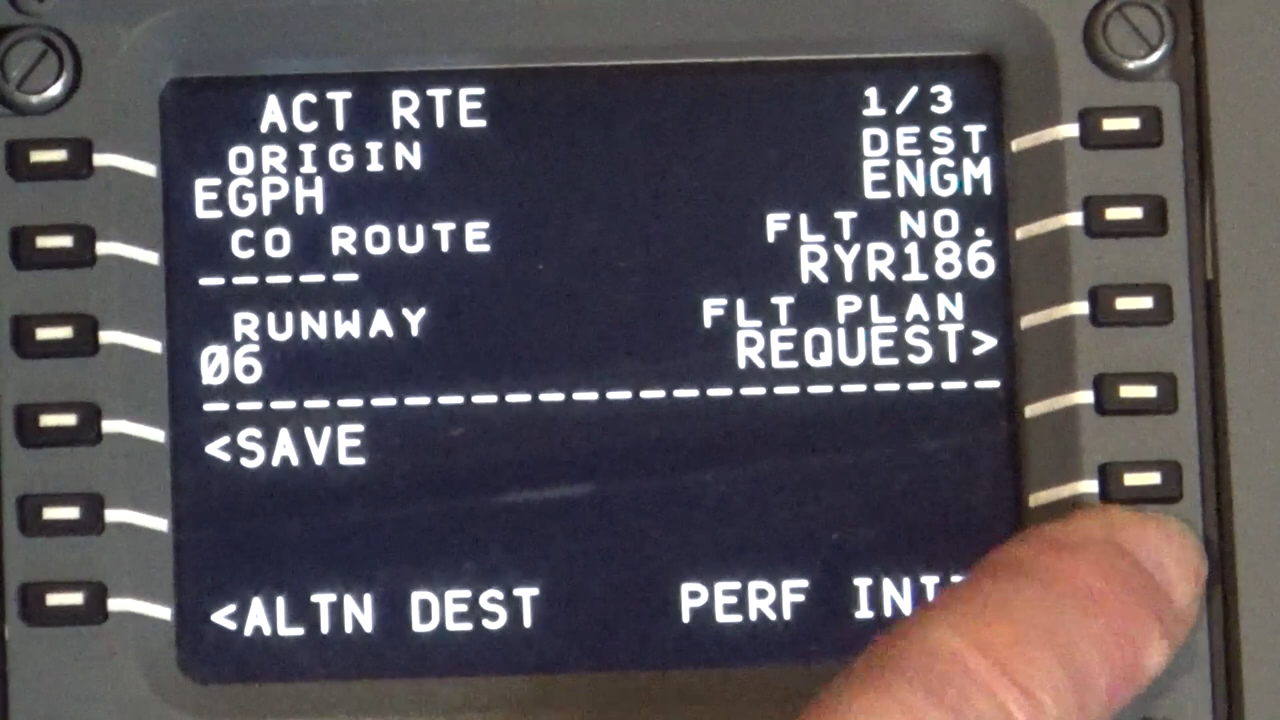 ACT RTE 1/3
ORIGIN DEST
EGPH ENGM
CO ROUTE FLT NO.
----- RYR186
RUNWAY FLT PLAN
06 REQUEST>
------------------------
<SAVE
<ALTN DEST PERF